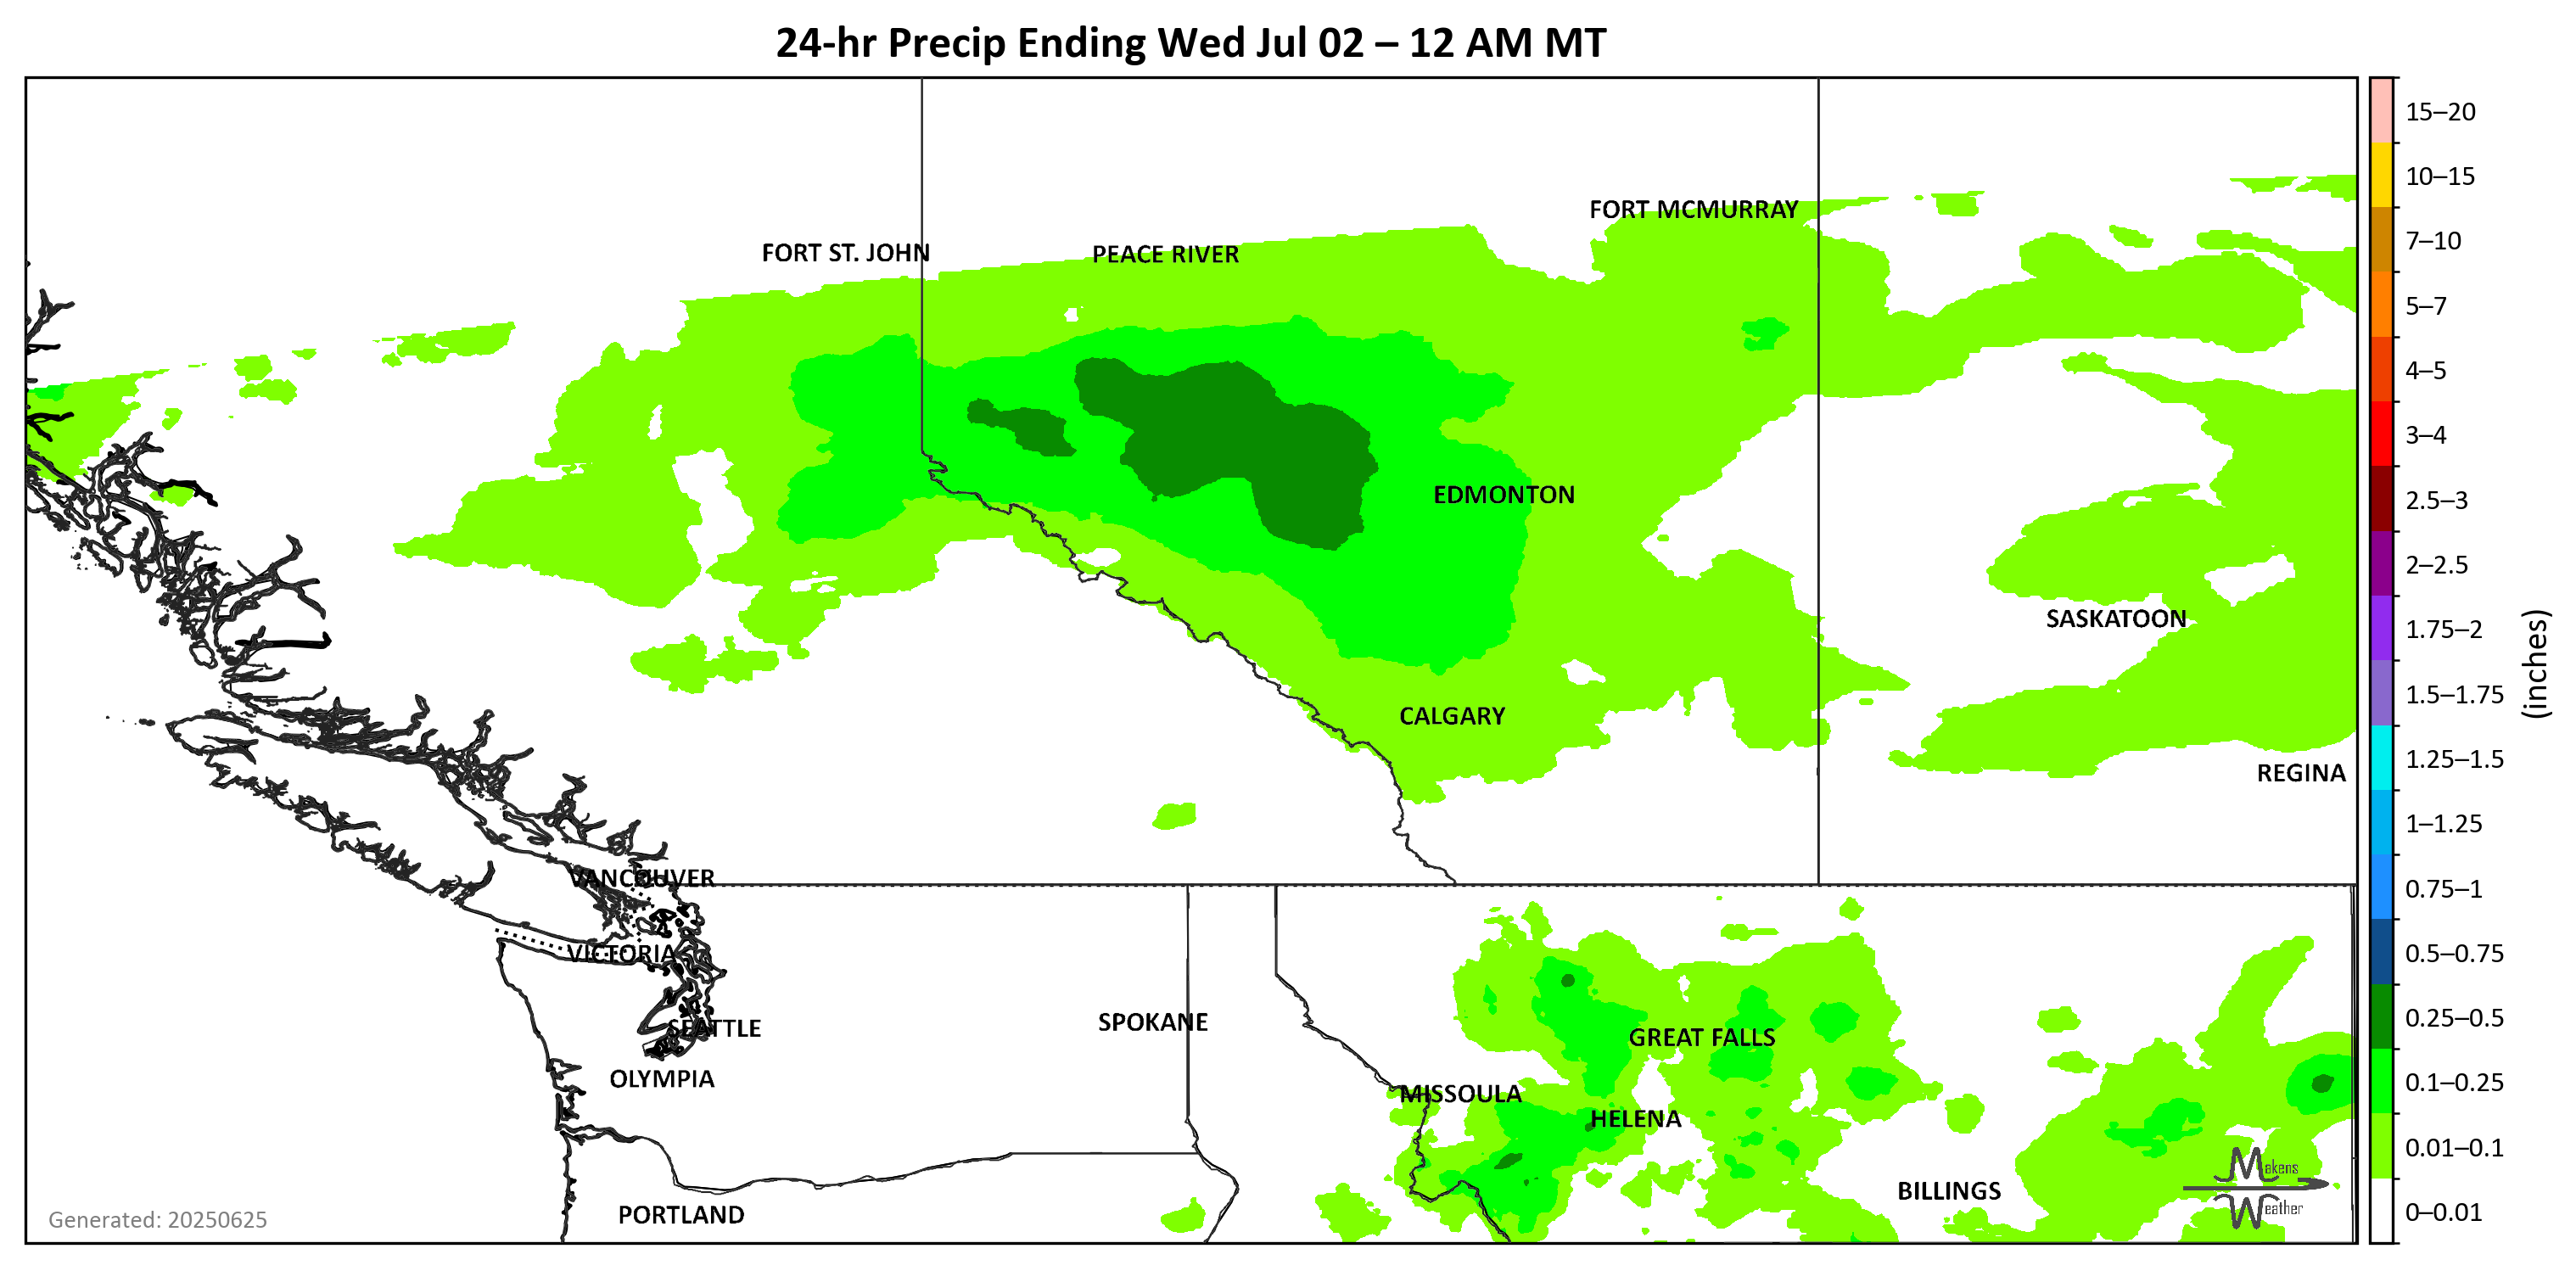 24-hr Precip Ending Wed Jul 02 – 12 AM MT
15–20
10–15
7–10
5–7
4–5
3–4
2.5–3
2–2.5
1.75–2
1.5–1.75
1.25–1.5
1–1.25
0.75–1
0.5–0.75
0.25–0.5
0.1–0.25
0.01–0.1
0–0.01
(inches)
FORT MCMURRAY
FORT ST. JOHN
PEACE RIVER
EDMONTON
SASKATOON
CALGARY
REGINA
VANCOUVER
VICTORIA
SEATTLE
SPOKANE
GREAT FALLS
OLYMPIA
MISSOULA
HELENA
BILLINGS
PORTLAND
Makens
Weather
Generated: 20250625